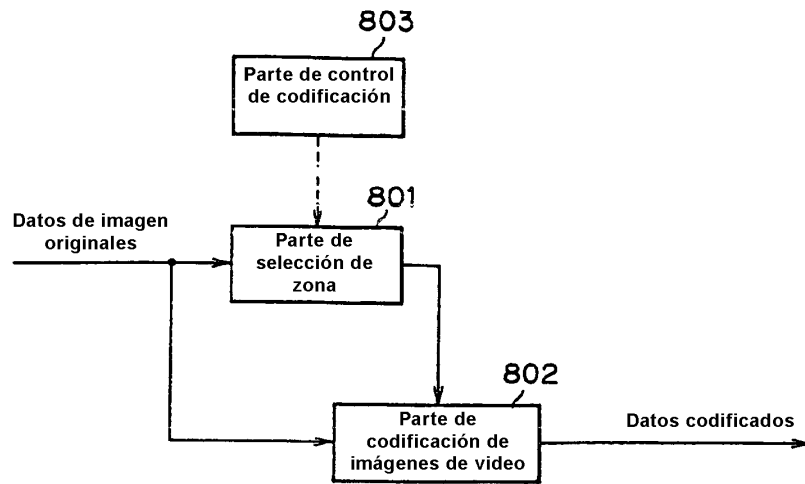 803
Parte de control
de codificación
801
Datos de imagen
originales
Parte de
selección de
zona
802
Parte de
codificación de
imágenes de video
Datos codificados